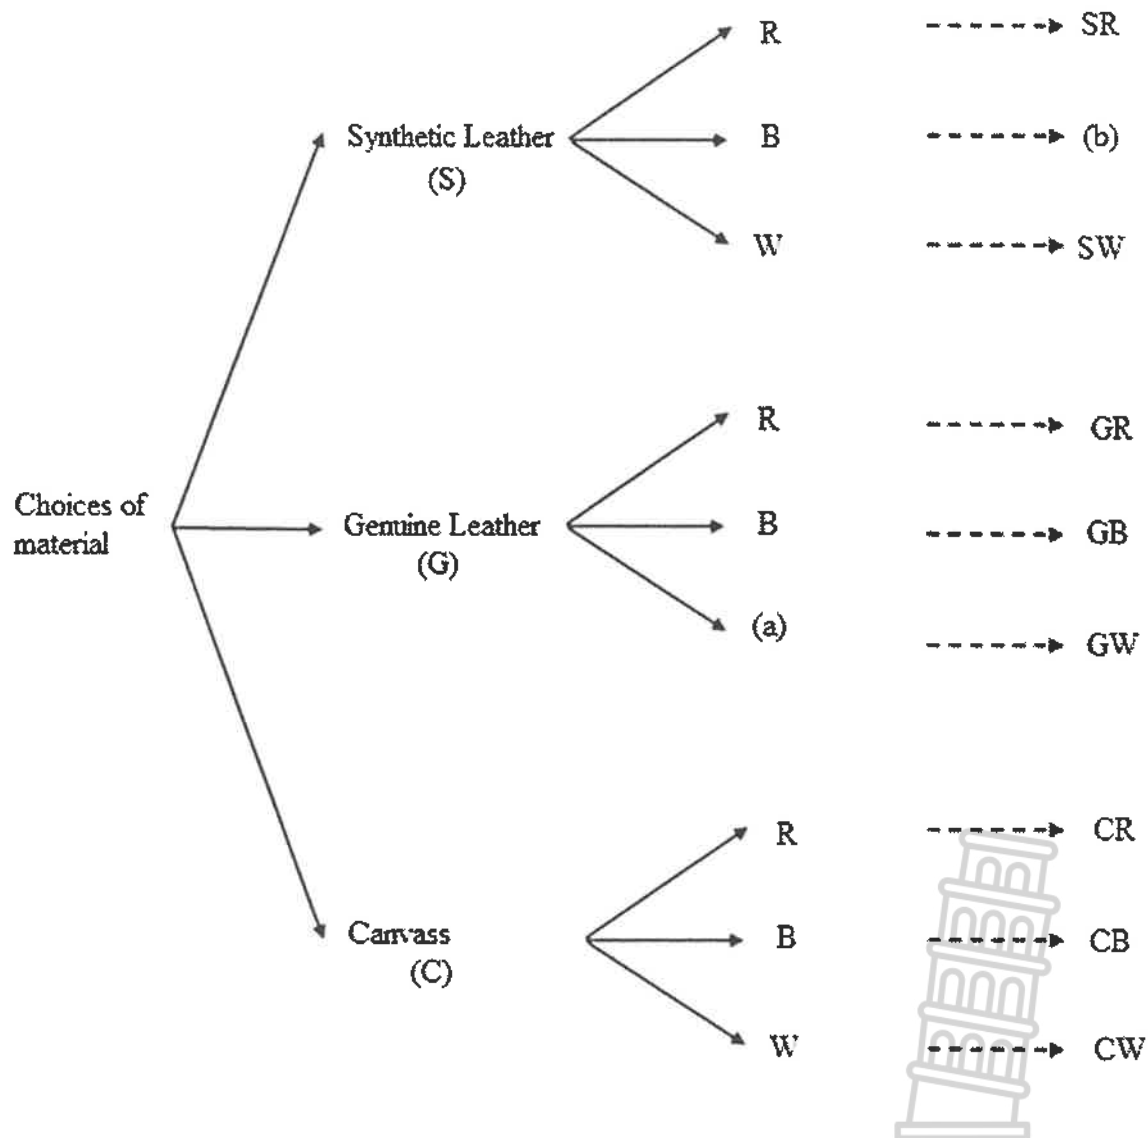 R
SR
Synthetic Leather
(S)
B
(b)
W
SW
Choices of
material
Genuine Leather
(G)
R
GR
B
GB
(a)
GW
Canvass
(C)
R
CR
B
CB
W
CW